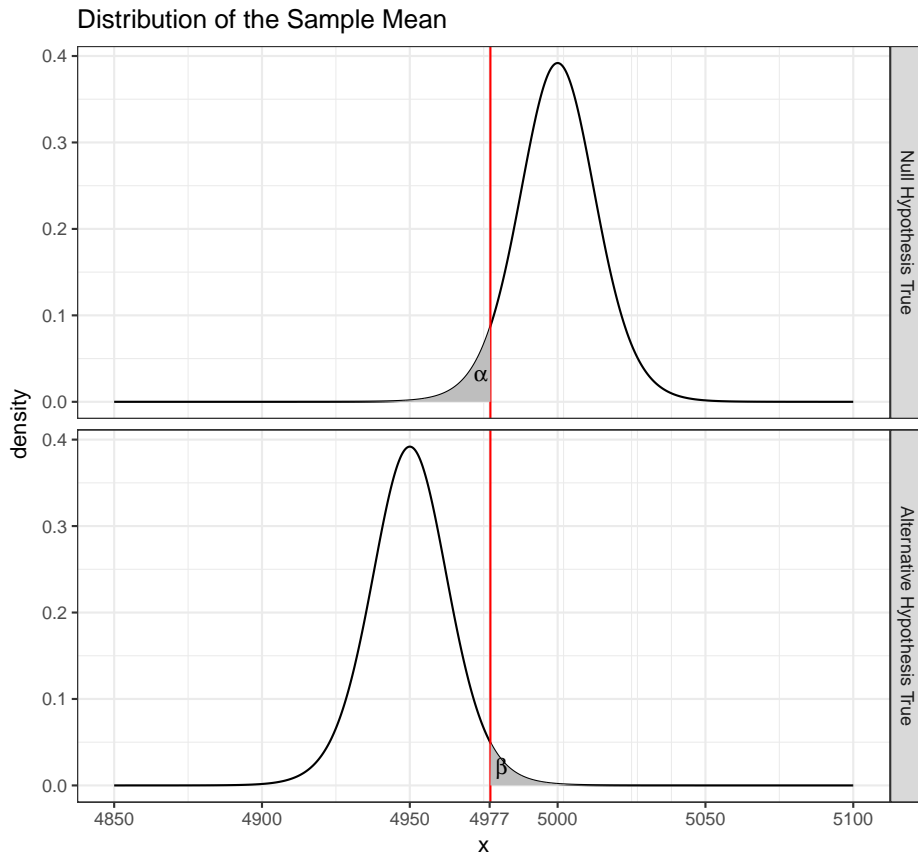 Distribution of the Sample Mean
density
0.4
0.3
0.2
0.1
0.0
α
Null Hypothesis True
0.4
0.3
0.2
0.1
0.0
β
Alternative Hypothesis True
4850 4900 4950 4977 5000 5050 5100
x